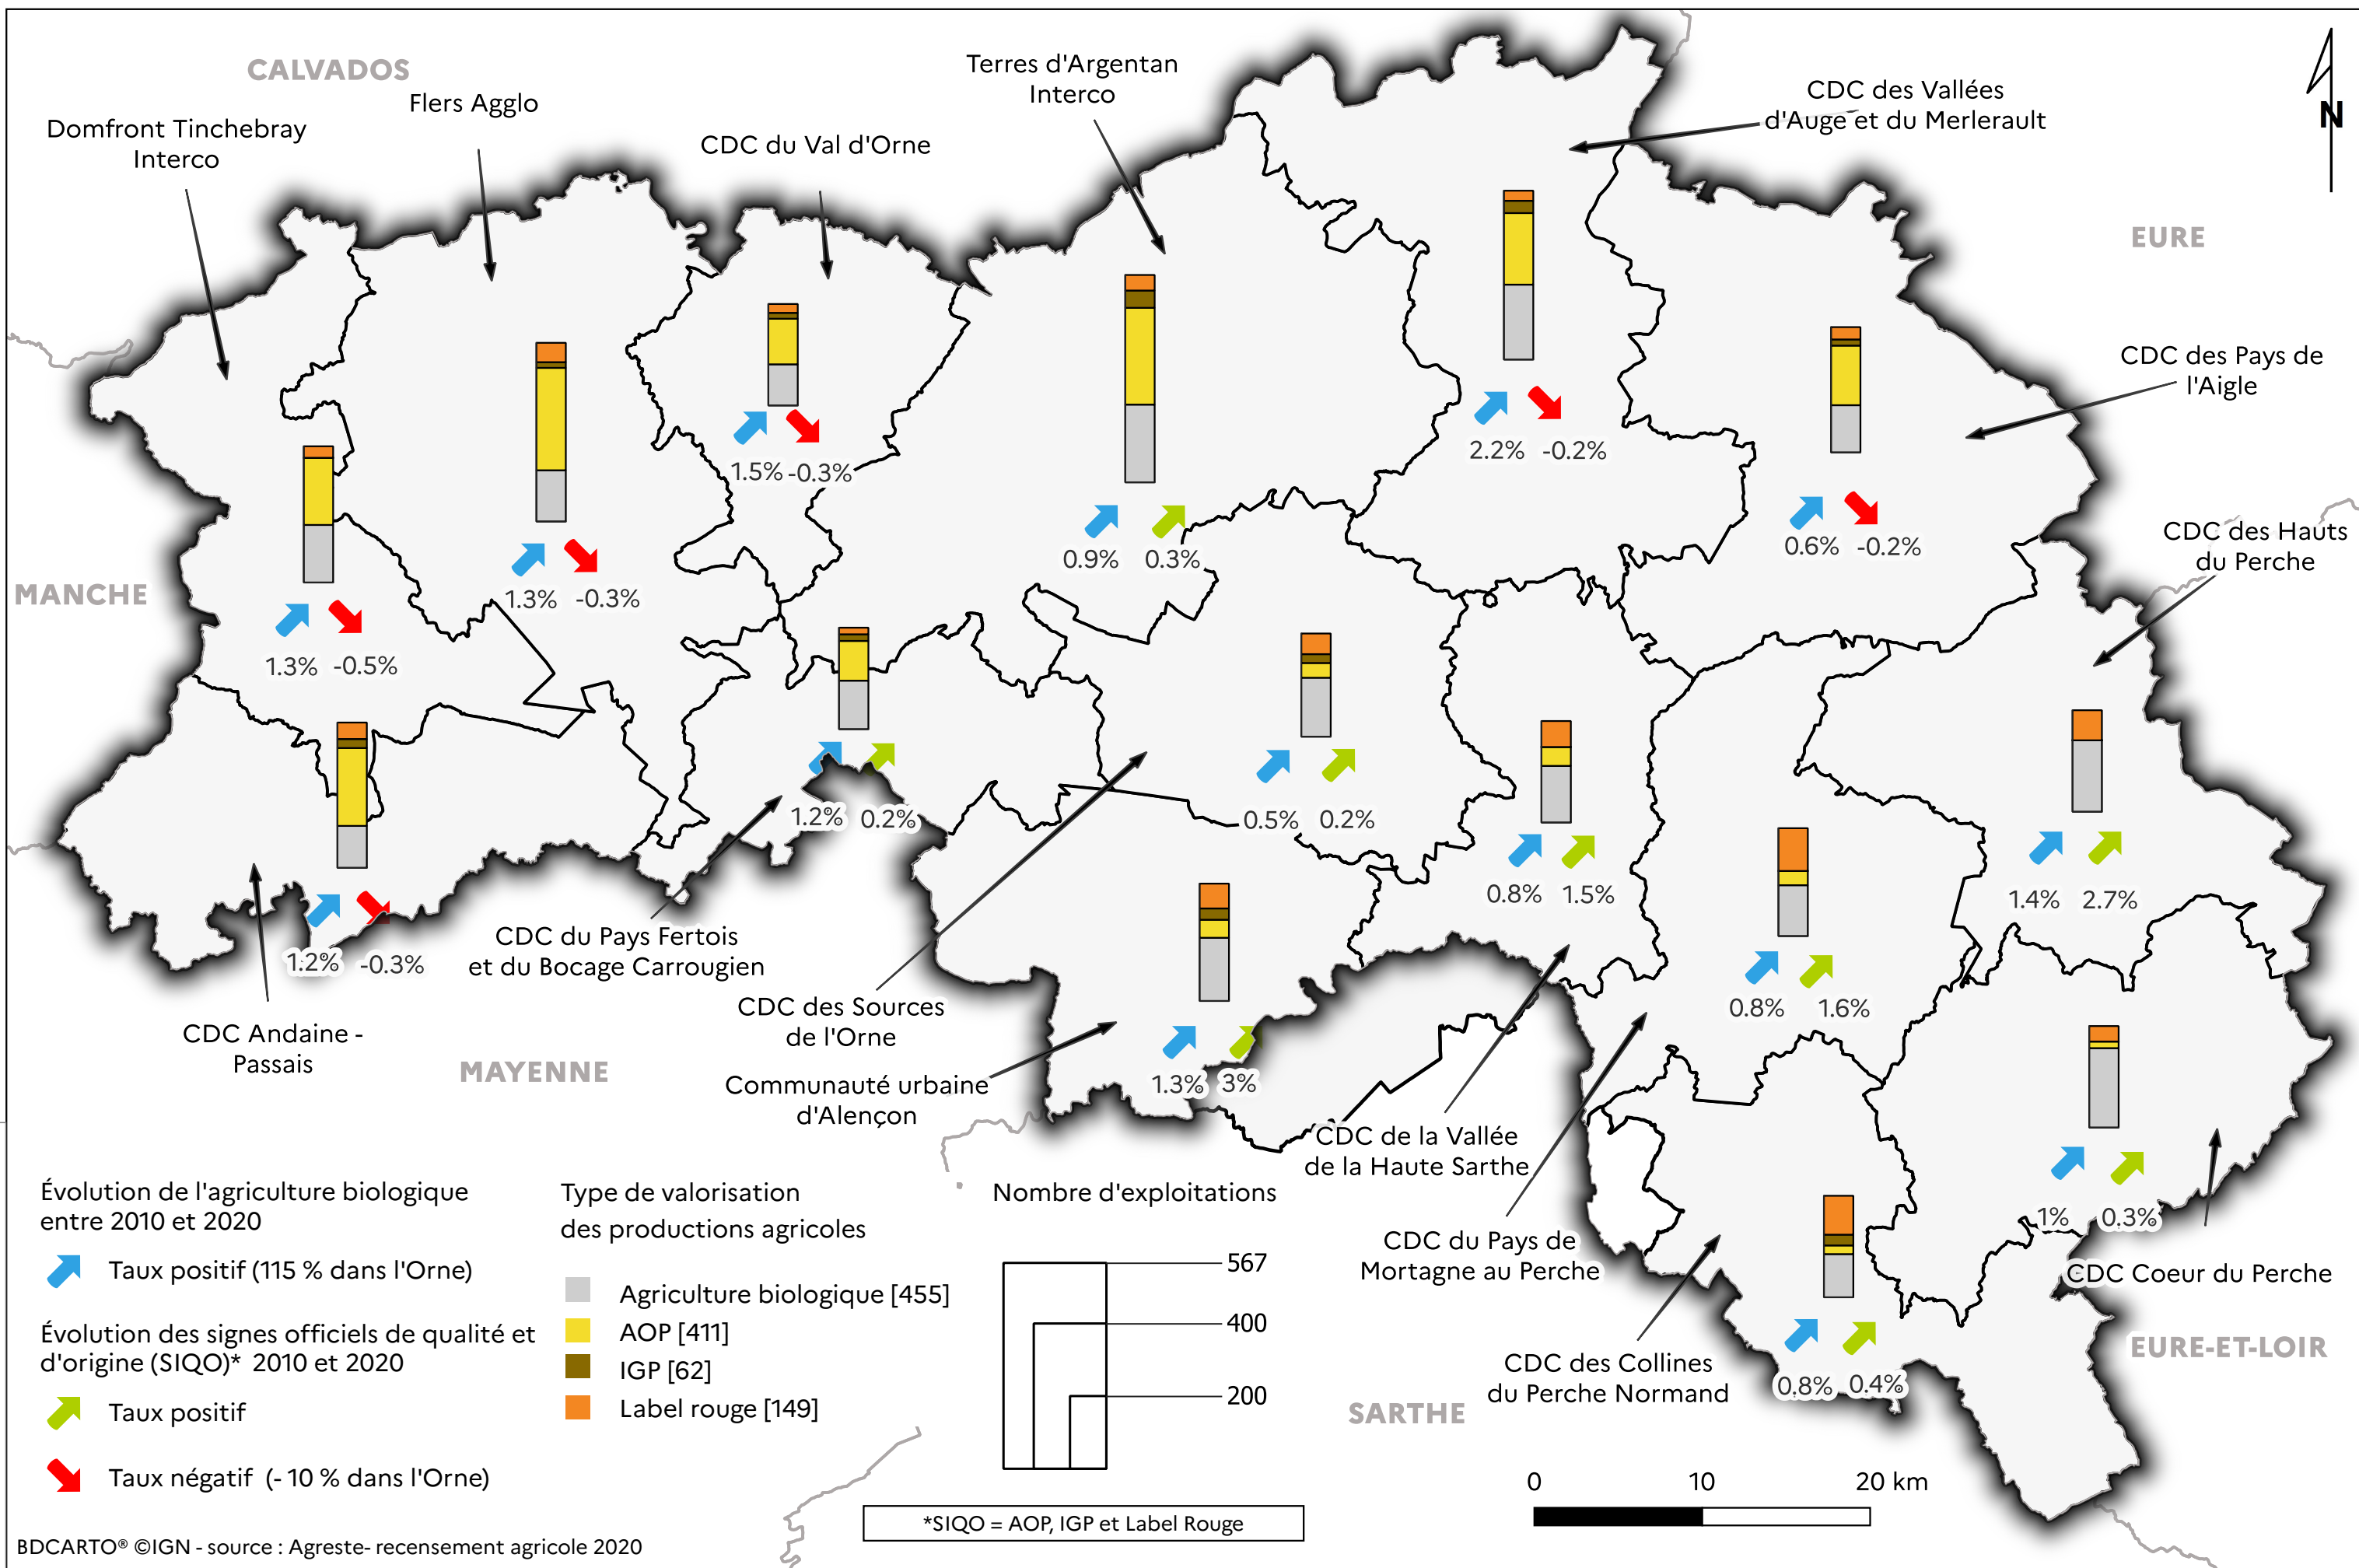 CALVADOS
Flers Agglo
Domfront Tinchebray
Interco
CDC du Val d'Orne
Terres d'Argentan
Interco
CDC des Vallées
d'Auge et du Merlerault
N
EURE
CDC des Pays de
l'Aigle
CDC des Hauts
du Perche
MANCHE
1.5% -0.3%
2.2% -0.2%
0.9% 0.3%
0.6% -0.2%
1.3% -0.3%
1.3% -0.5%
1.2% 0.2%
0.5% 0.2%
0.8% 1.5%
1.4% 2.7%
1.2% -0.3%
0.8% 1.6%
1.3% 3%
1% 0.3%
0.8% 0.4%
CDC du Pays Fertois
et du Bocage Carrougien
CDC des Sources
de l'Orne
CDC Andaine -
Passais
MAYENNE
Communauté urbaine
d'Alençon
CDC de la Vallée
de la Haute Sarthe
CDC du Pays de
Mortagne au Perche
CDC Coeur du Perche
CDC des Collines
du Perche Normand
EURE-ET-LOIR
SARTHE
Évolution de l'agriculture biologique
entre 2010 et 2020
Taux positif (115 % dans l'Orne)
Évolution des signes officiels de qualité et
d'origine (SIQO)* 2010 et 2020
Taux positif
Taux négatif (- 10 % dans l'Orne)
Type de valorisation
des productions agricoles
Agriculture biologique [455]
AOP [411]
IGP [62]
Label rouge [149]
Nombre d'exploitations
567
400
200
*SIQO = AOP, IGP et Label Rouge
0 10 20 km
BDCARTO® ©IGN - source : Agreste- recensement agricole 2020